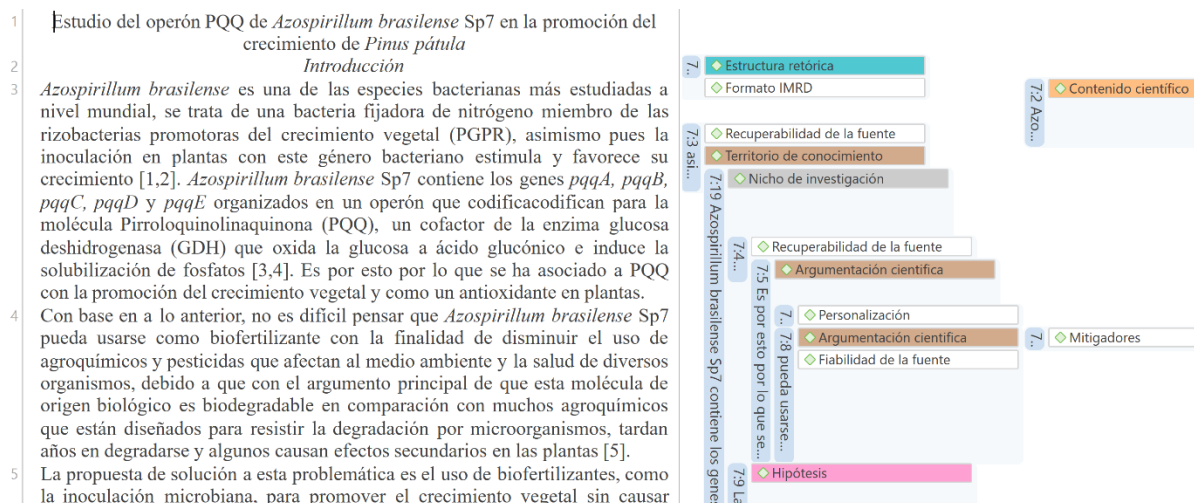 1
Estudio del operón PQQ de Azospirillum brasilense Sp7 en la promoción del
crecimiento de Pinus pátula
2
Introducción
3
Azospirillum brasilense es una de las especies bacterianas más estudiadas a
nivel mundial, se trata de una bacteria fijadora de nitrógeno miembro de las
rizobacterias promotoras del crecimiento vegetal (PGPR), asimismo pues la
inoculación en plantas con este género bacteriano estimula y favorece su
crecimiento [1,2]. Azospirillum brasilense Sp7 contiene los genes pqqA, pqqB,
pqqC, pqqD y pqqE organizados en un operón que codificacodifican para la
molécula Pirroloquinolinaquinona (PQQ), un cofactor de la enzima glucosa
deshidrogenasa (GDH) que oxida la glucosa a ácido glucónico e induce la
solubilización de fosfatos [3,4]. Es por esto por lo que se ha asociado a PQQ
con la promoción del crecimiento vegetal y como un antioxidante en plantas.
4
Con base en a lo anterior, no es difícil pensar que Azospirillum brasilense Sp7
pueda usarse como biofertilizante con la finalidad de disminuir el uso de
agroquímicos y pesticidas que afectan al medio ambiente y la salud de diversos
organismos, debido a que con el argumento principal de que esta molécula de
origen biológico es biodegradable en comparación con muchos agroquímicos
que están diseñados para resistir la degradación por microorganismos, tardan
años en degradarse y algunos causan efectos secundarios en las plantas [5].
5
La propuesta de solución a esta problemática es el uso de biofertilizantes, como
la inoculación microbiana, para promover el crecimiento vegetal sin causar
7..
Estructura retórica
Formato IMRD
7:2 Azo...
Contenido científico
7:3 asi...
Recuperabilidad de la fuente
Territorio de conocimiento
7:19 Azospirillum brasilense Sp7 contiene los genes
Nicho de investigación
7:4...
Recuperabilidad de la fuente
7:5 Es por esto por lo que se...
Argumentación científica
7..
Personalización
7:8 pueda usarse...
Argumentación científica
Fiabilidad de la fuente
7..
Mitigadores
7:9 La
Hipótesis